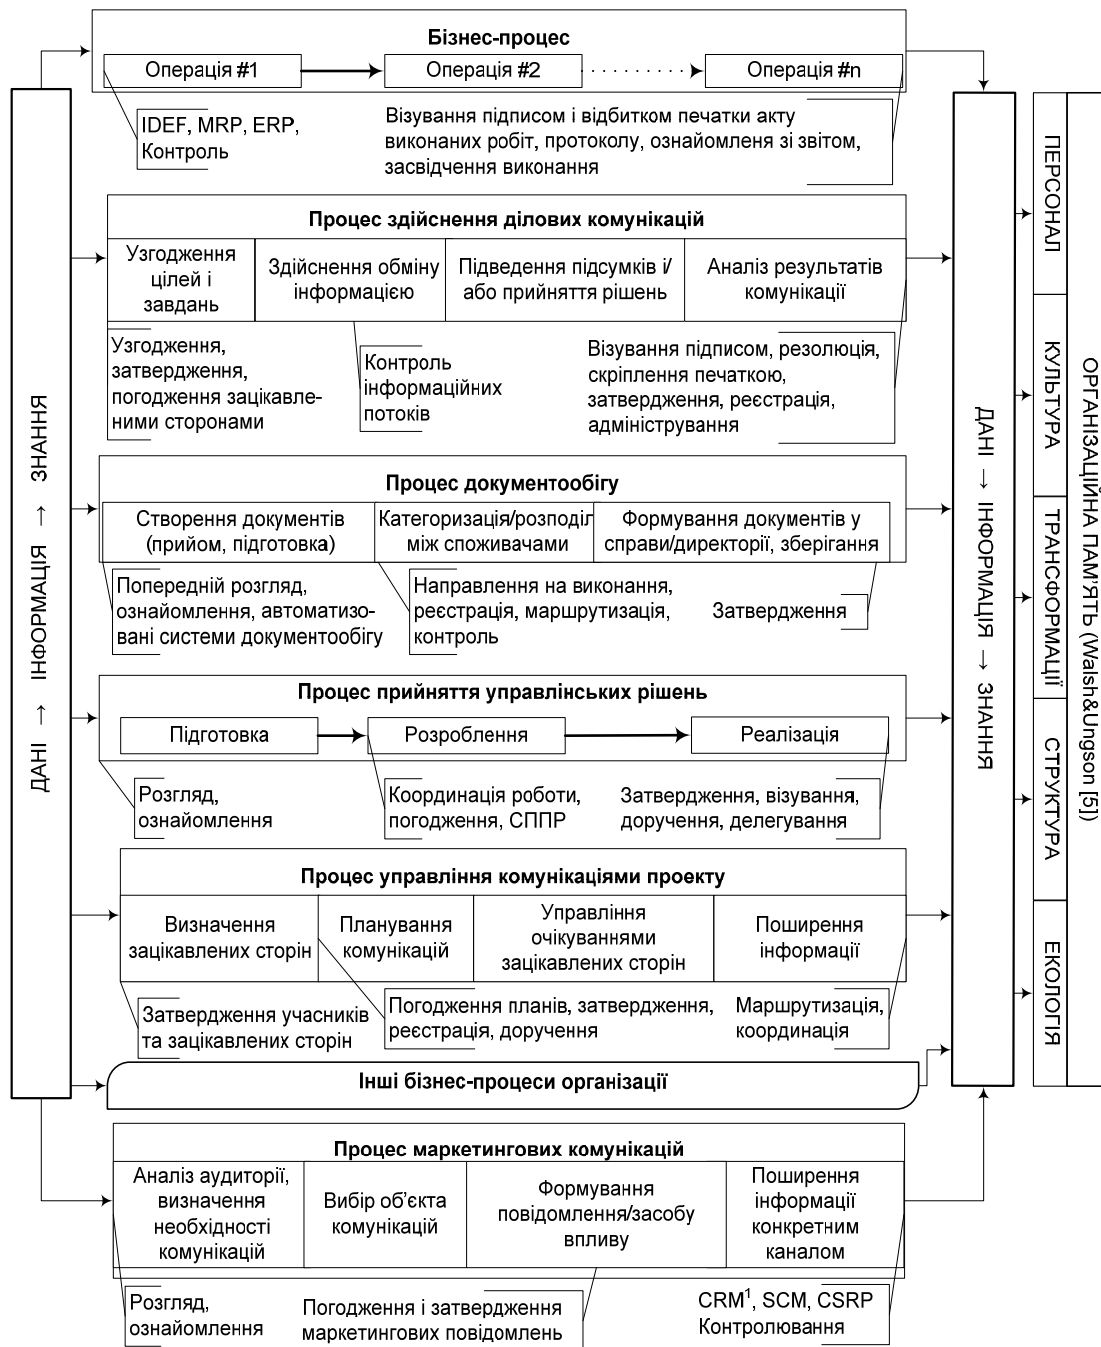 Бізнес-процес
Операція #1
Операція #2
Операція #n
IDEF, MRP, ERP,
Контроль
Візування підписом і відбитком печатки акту
виконаних робіт, протоколу, ознайомленя зі звітом,
засвідчення виконання
Процес здійснення ділових комунікацій
Узгодження
цілей і
завдань
Здійснення обміну
інформацією
Підведення підсумків і/
або прийняття рішень
Аналіз результатів
комунікації
Узгодження,
затвердження,
погодження зацікавле-
ними сторонами
Контроль
інформаційних
потоків
Візування підписом, резолюція,
скріплення печаткою,
затвердження, реєстрація,
адміністрування
Процес документообігу
Створення документів
(прийом, підготовка)
Категоризація/розподіл
між споживачами
Формування документів у
справи/директорії, зберігання
Попередній розгляд,
ознайомлення, автоматизо-
вані системи документообігу
Направлення на виконання,
реєстрація, маршрутизація,
контроль
Затвердження
Процес прийняття управлінських рішень
Підготовка
Розроблення
Реалізація
Розгляд,
ознайомлення
Координація роботи,
погодження, СППР
Затвердження, візування,
доручення, делегування
Процес управління комунікаціями проекту
Визначення
зацікавлених сторін
Планування
комунікацій
Управління
очікуваннями
зацікавлених сторін
Поширення
інформації
Затвердження учасників
та зацікавлених сторін
Погодження планів, затвердження,
реєстрація, доручення
Маршрутизація,
координація
Інші бізнес-процеси організації
Процес маркетингових комунікацій
Аналіз аудиторії,
визначення
необхідності
комунікацій
Вибір об’єкта
комунікацій
Формування
повідомлення/засобу
впливу
Поширення
інформації
конкретним
каналом
Розгляд,
ознайомлення
Погодження і затвердження
маркетингових повідомлень
CRM¹, SCM, CSRP
Контролювання
ДАНІ → ІНФОРМАЦІЯ → ЗНАННЯ
ДАНІ → ІНФОРМАЦІЯ → ЗНАННЯ
ПЕРСОНАЛ
КУЛЬТУРА
ТРАНСФОРМАЦІЇ
СТРУКТУРА
ЕКОЛОГІЯ
ОРГАНІЗАЦІЙНА ПАМ’ЯТЬ (Walsh&Ungson [5])